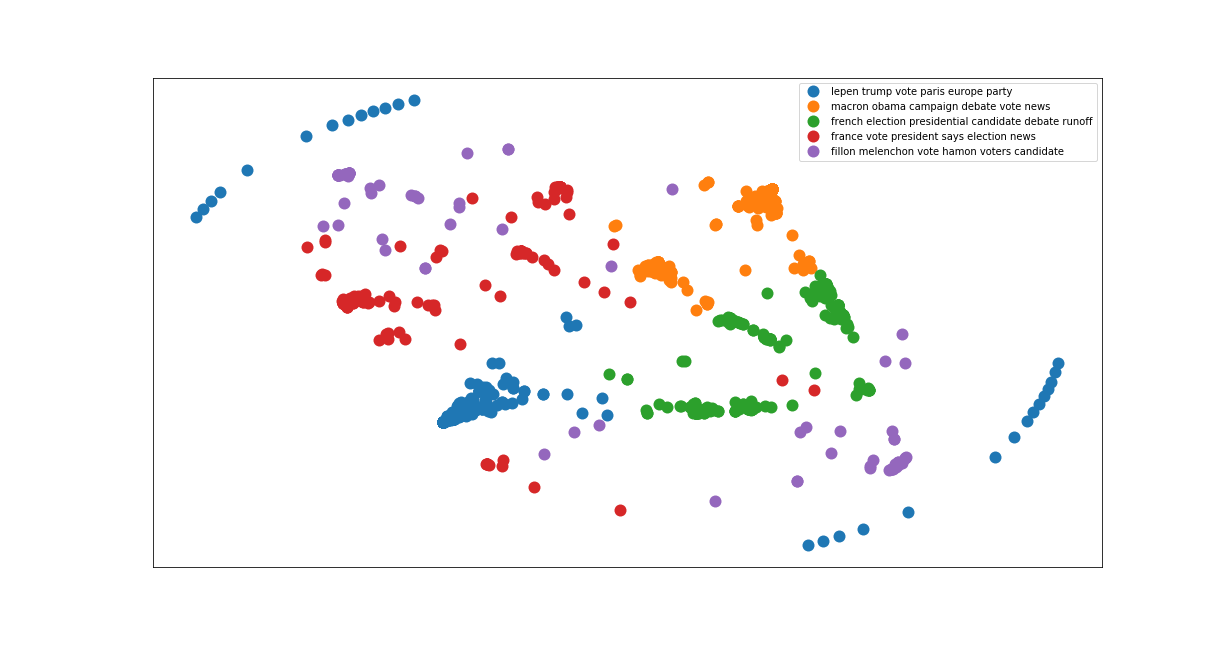 lepen trump vote paris europe party
macron obama campaign debate vote news
french election presidential candidate debate runoff
france vote president says election news
fillon melenchon vote hamon voters candidate